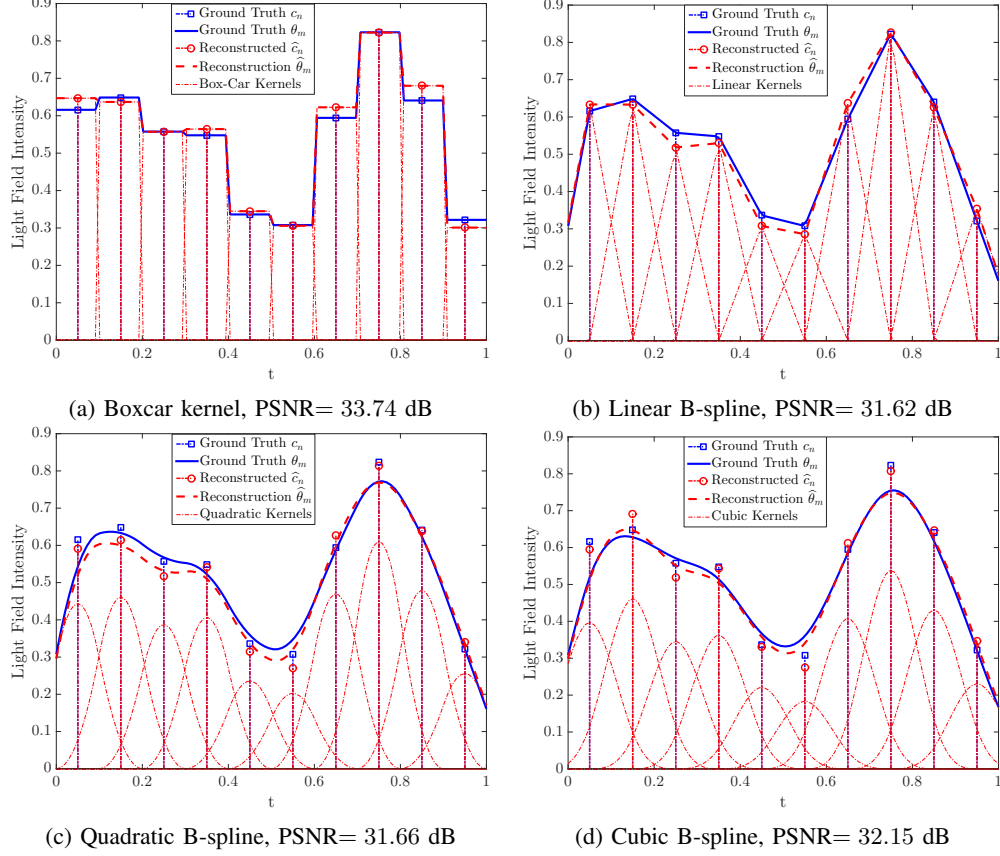 0.9
0.8
0.7
0.6
0.5
0.4
0.3
0.2
0.1
0
Light Field Intensity
Ground Truth c_n
Ground Truth θ_m
Reconstructed ĉ_n
Reconstruction θ̂_m
Box-Car Kernels
0 0.2 0.4 0.6 0.8 1
t
(a) Boxcar kernel, PSNR= 33.74 dB
0.9
0.8
0.7
0.6
0.5
0.4
0.3
0.2
0.1
0
Light Field Intensity
Ground Truth c_n
Ground Truth θ_m
Reconstructed ĉ_n
Reconstruction θ̂_m
Linear Kernels
0 0.2 0.4 0.6 0.8 1
t
(b) Linear B-spline, PSNR= 31.62 dB
0.9
0.8
0.7
0.6
0.5
0.4
0.3
0.2
0.1
0
Light Field Intensity
Ground Truth c_n
Ground Truth θ_m
Reconstructed ĉ_n
Reconstruction θ̂_m
Quadratic Kernels
0 0.2 0.4 0.6 0.8 1
t
(c) Quadratic B-spline, PSNR= 31.66 dB
0.9
0.8
0.7
0.6
0.5
0.4
0.3
0.2
0.1
0
Light Field Intensity
Ground Truth c_n
Ground Truth θ_m
Reconstructed ĉ_n
Reconstruction θ̂_m
Cubic Kernels
0 0.2 0.4 0.6 0.8 1
t
(d) Cubic B-spline, PSNR= 32.15 dB